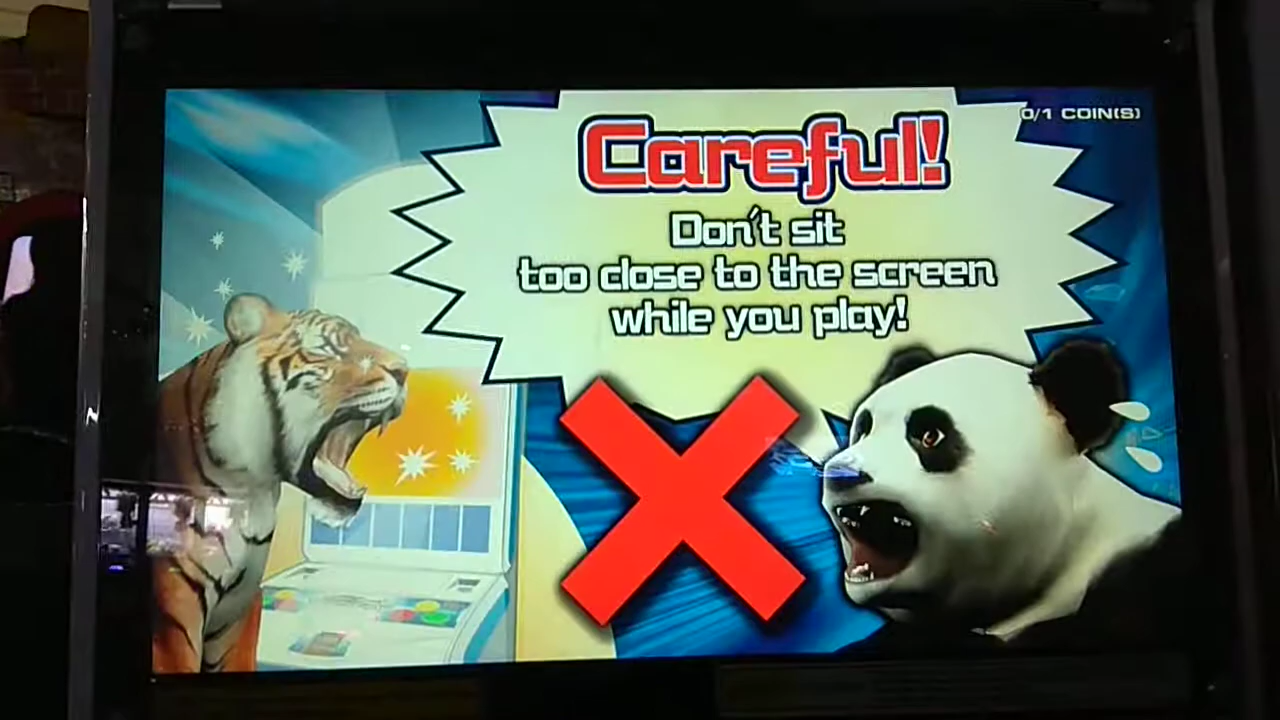 0/1 COIN(S)
Careful!
Don't sit
too close to the screen
while you play!